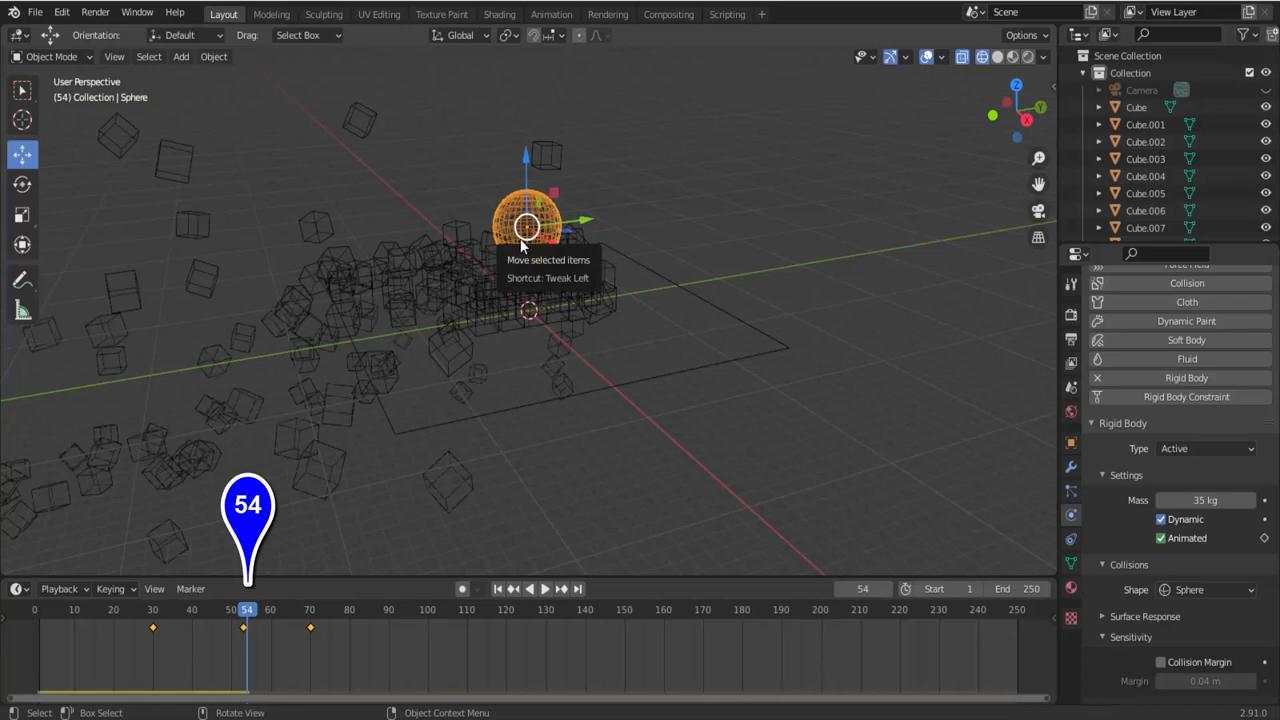 File Edit Render Window Help Layout Modeling Sculpting UV Editing Texture Paint Shading Animation Rendering Compositing Scripting + Scene View Layer
Orientation: Default Drag: Select Box Global Options
Object Mode View Select Add Object
User Perspective
(54) Collection | Sphere
Z
Y
X
Scene Collection
Collection
Camera
Cube
Cube.001
Cube.002
Cube.003
Cube.004
Cube.005
Cube.006
Cube.007
Move selected items
Shortcut: Tweak Left
Force Field
Collision
Cloth
Dynamic Paint
Soft Body
Fluid
Rigid Body
Rigid Body Constraint
Rigid Body
Type Active
Settings
Mass 35 kg
Dynamic
Animated
Collisions
Shape Sphere
Surface Response
Sensitivity
Collision Margin
Margin 0.04 m
54
Playback Keying View Marker 54 Start 1 End 250
0 10 20 30 40 50 54 60 70 80 90 100 110 120 130 140 150 160 170 180 190 200 210 220 230 240 250
Select Box Select Rotate View Object Context Menu 2.91.0